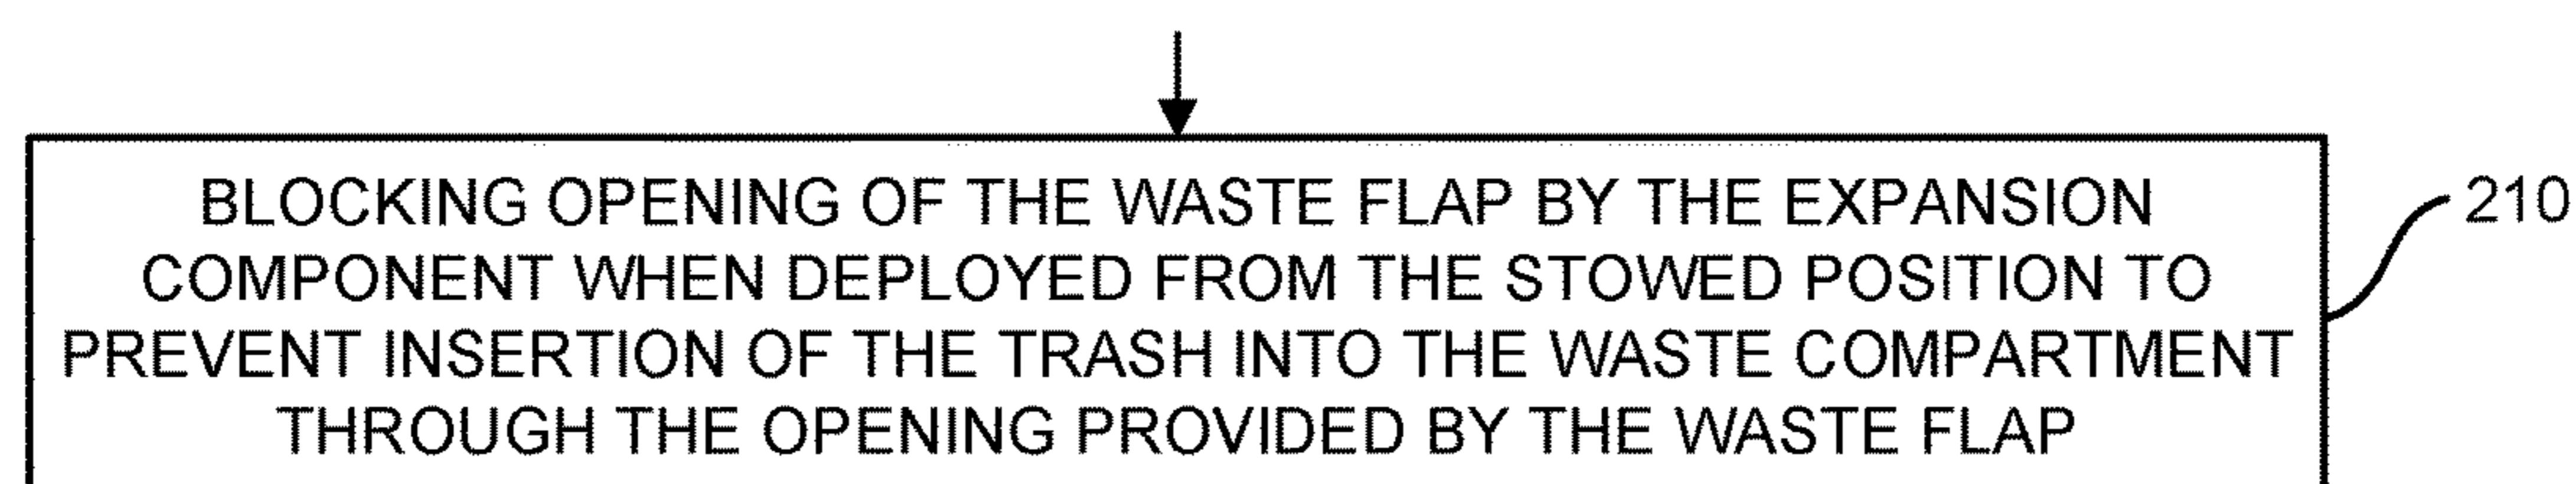 BLOCKING OPENING OF THE WASTE FLAP BY THE EXPANSION
COMPONENT WHEN DEPLOYED FROM THE STOWED POSITION TO
PREVENT INSERTION OF THE TRASH INTO THE WASTE COMPARTMENT
THROUGH THE OPENING PROVIDED BY THE WASTE FLAP
210